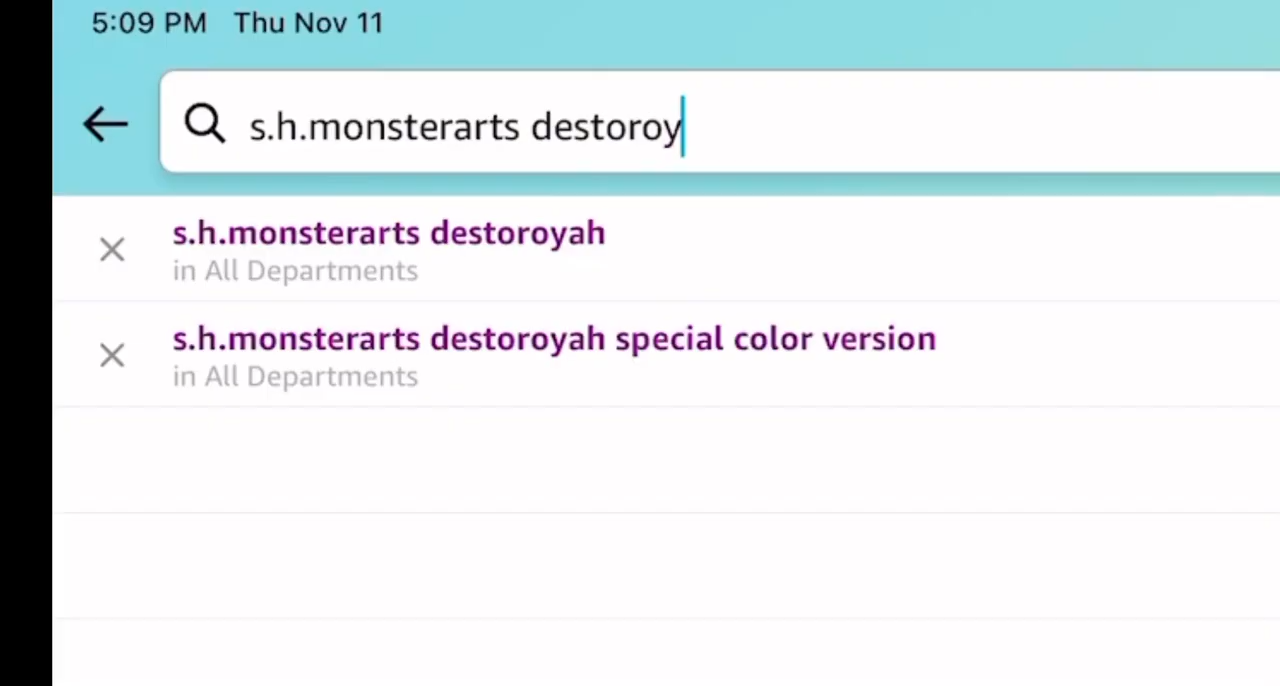 5:09 PM Thu Nov 11
s.h.monsterarts destoroy
s.h.monsterarts destoroyah
in All Departments
s.h.monsterarts destoroyah special color version
in All Departments